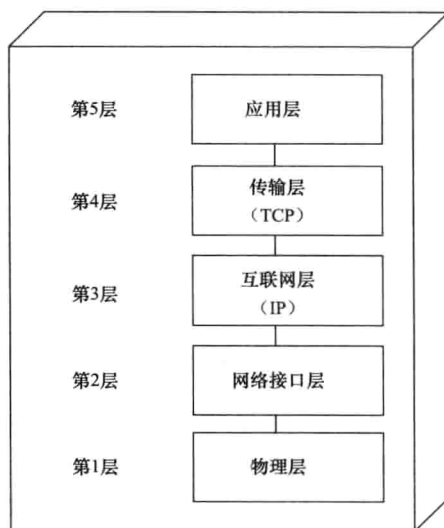 第5层
应用层
第4层
传输层
（TCP）
第3层
互联网层
（IP）
第2层
网络接口层
第1层
物理层